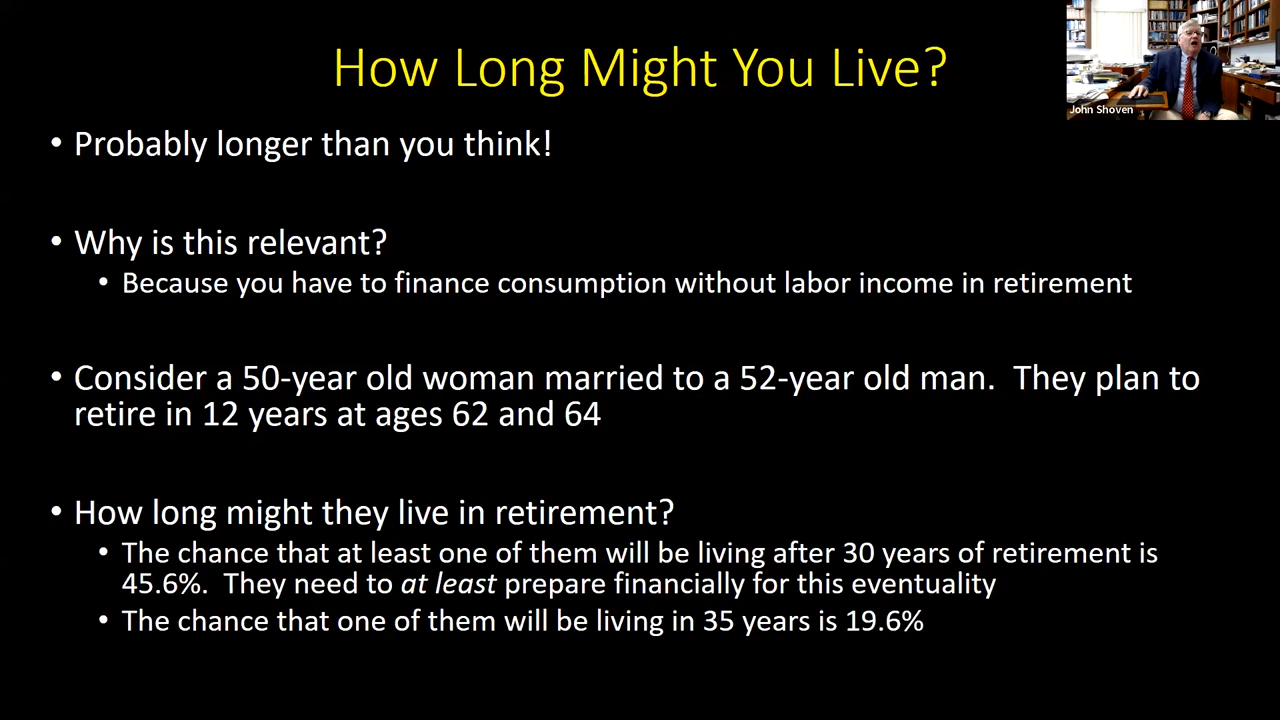 How Long Might You Live?
John Shoven
• Probably longer than you think!
• Why is this relevant?
• Because you have to finance consumption without labor income in retirement
• Consider a 50-year old woman married to a 52-year old man.  They plan to
retire in 12 years at ages 62 and 64
• How long might they live in retirement?
• The chance that at least one of them will be living after 30 years of retirement is
45.6%.  They need to at least prepare financially for this eventuality
• The chance that one of them will be living in 35 years is 19.6%